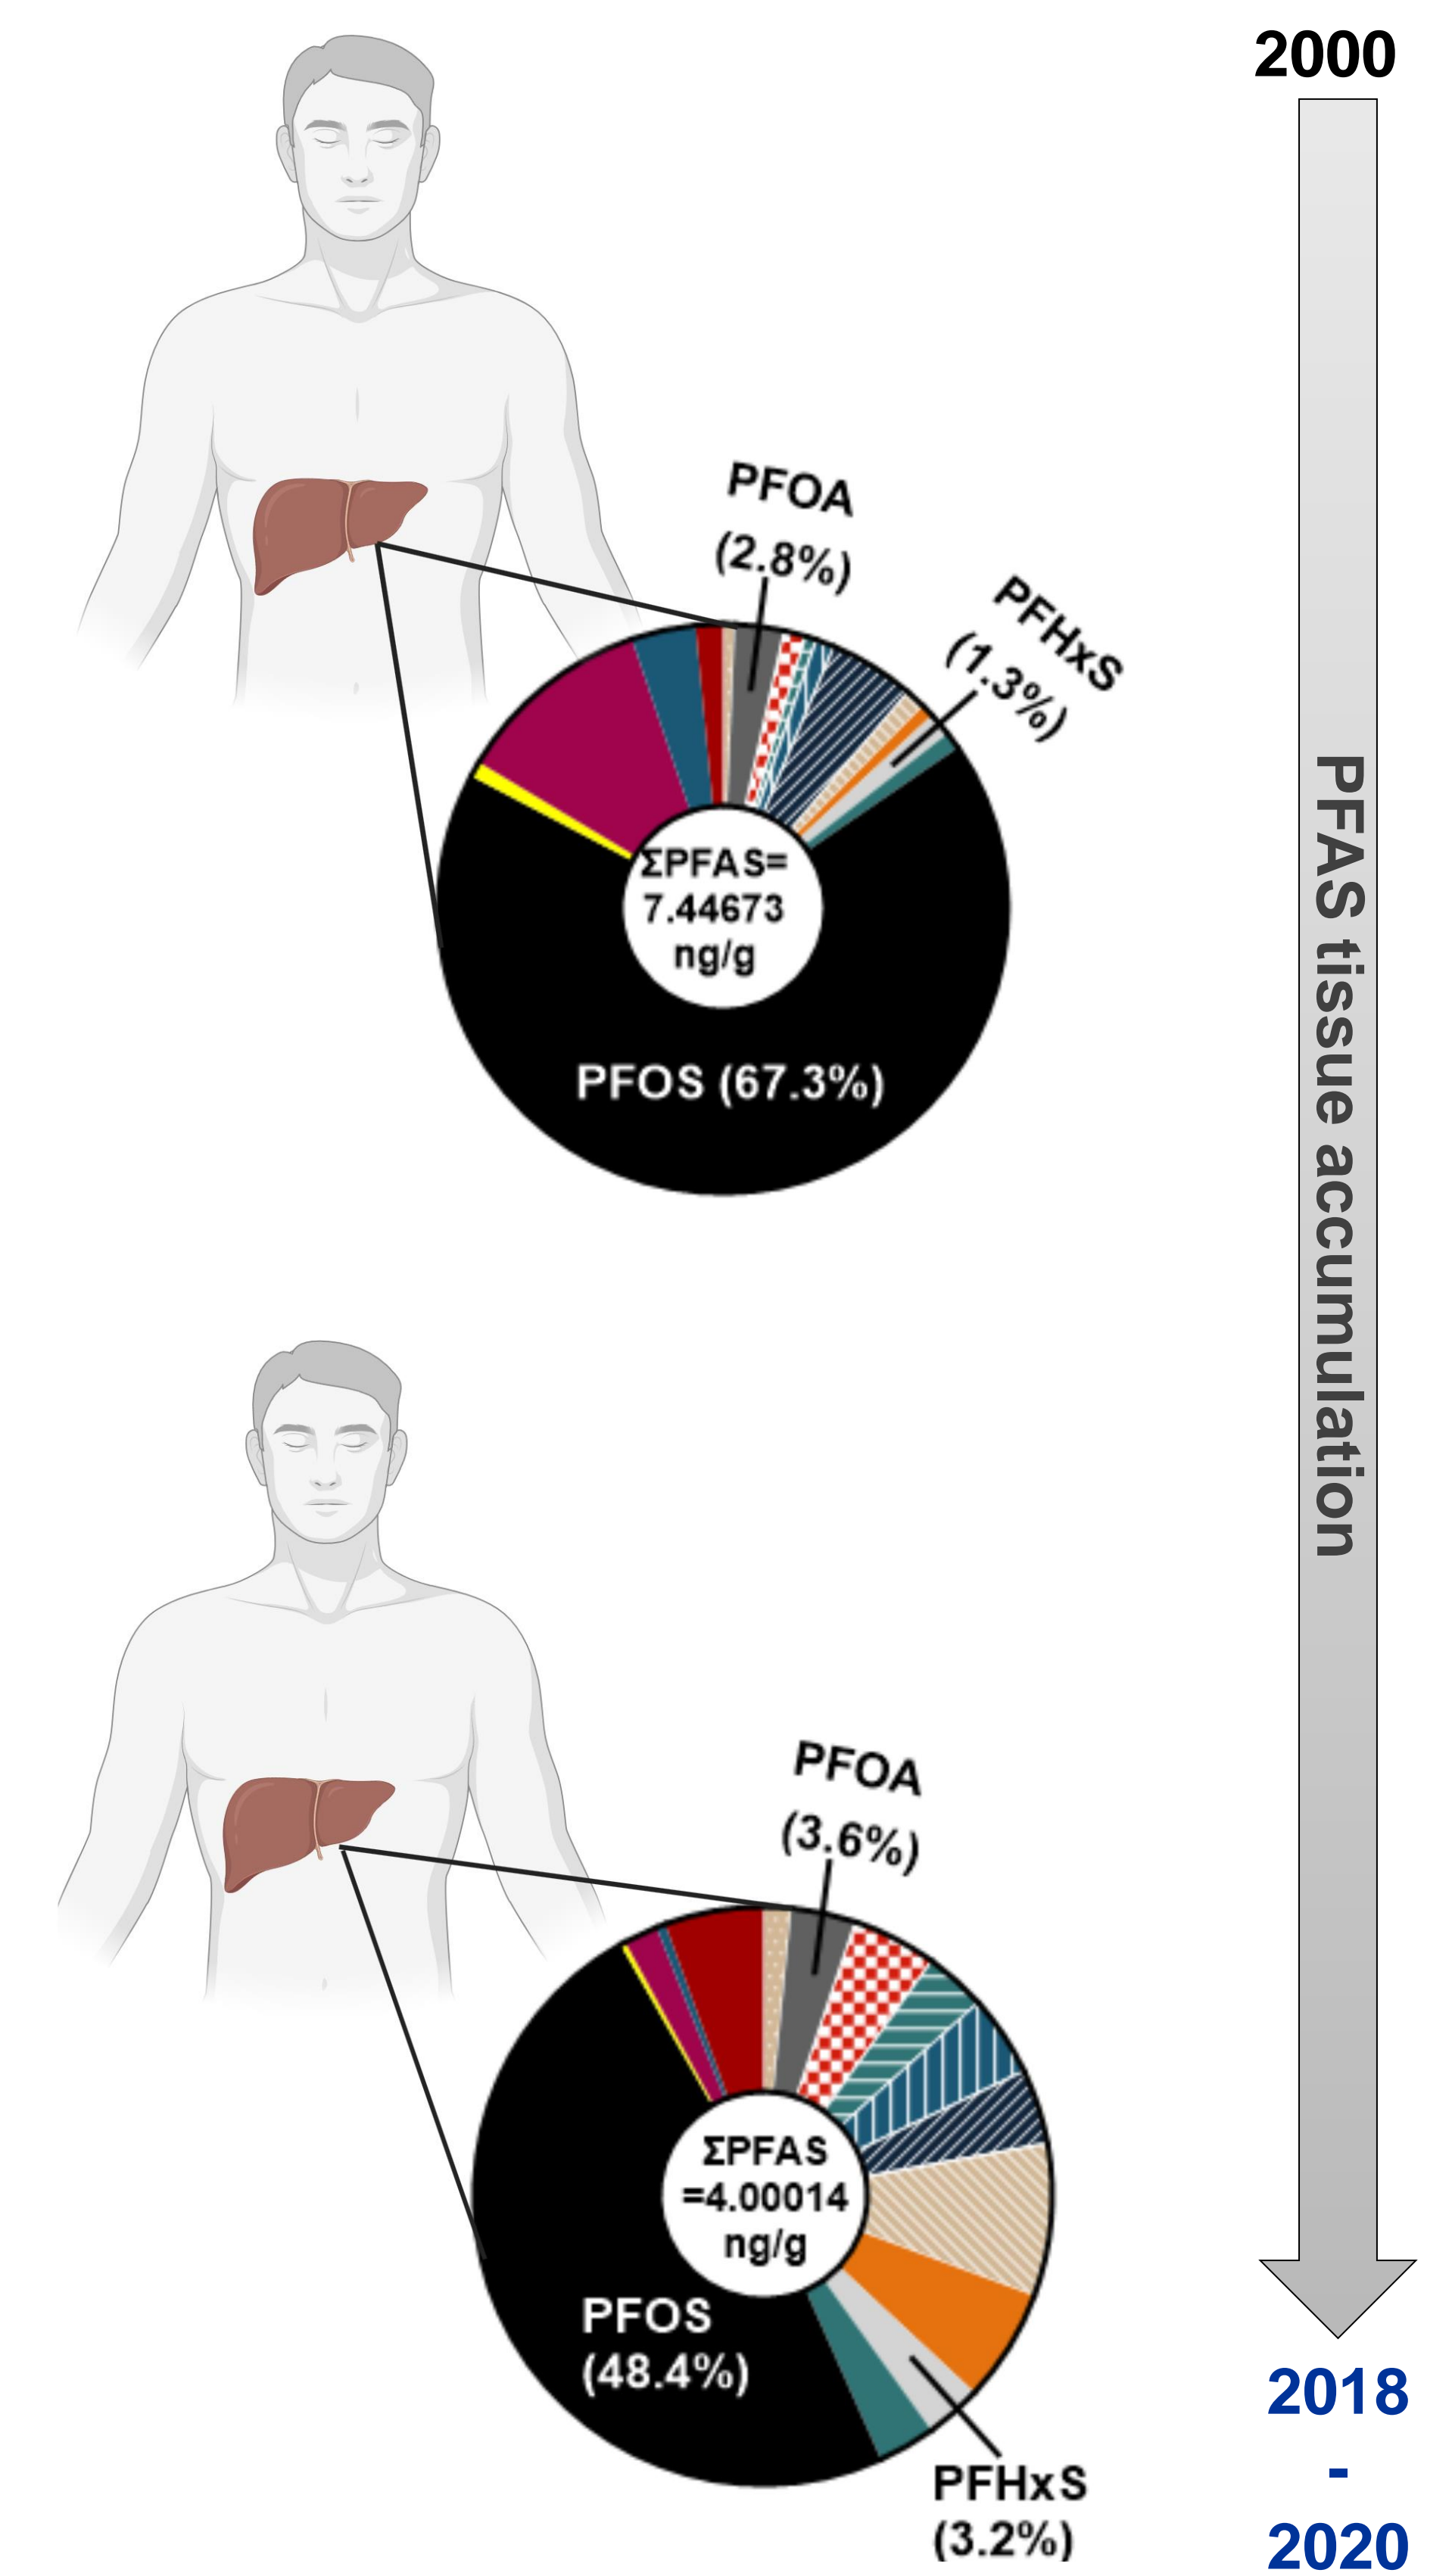 2000
PFOA
(2.8%)
PFHxS
(1.3%)
ΣPFAS=
7.44673
ng/g
PFOS (67.3%)
PFAS tissue accumulation
PFOA
(3.6%)
ΣPFAS
=4.00014
ng/g
PFOS
(48.4%)
PFHxS
(3.2%)
2018
-
2020